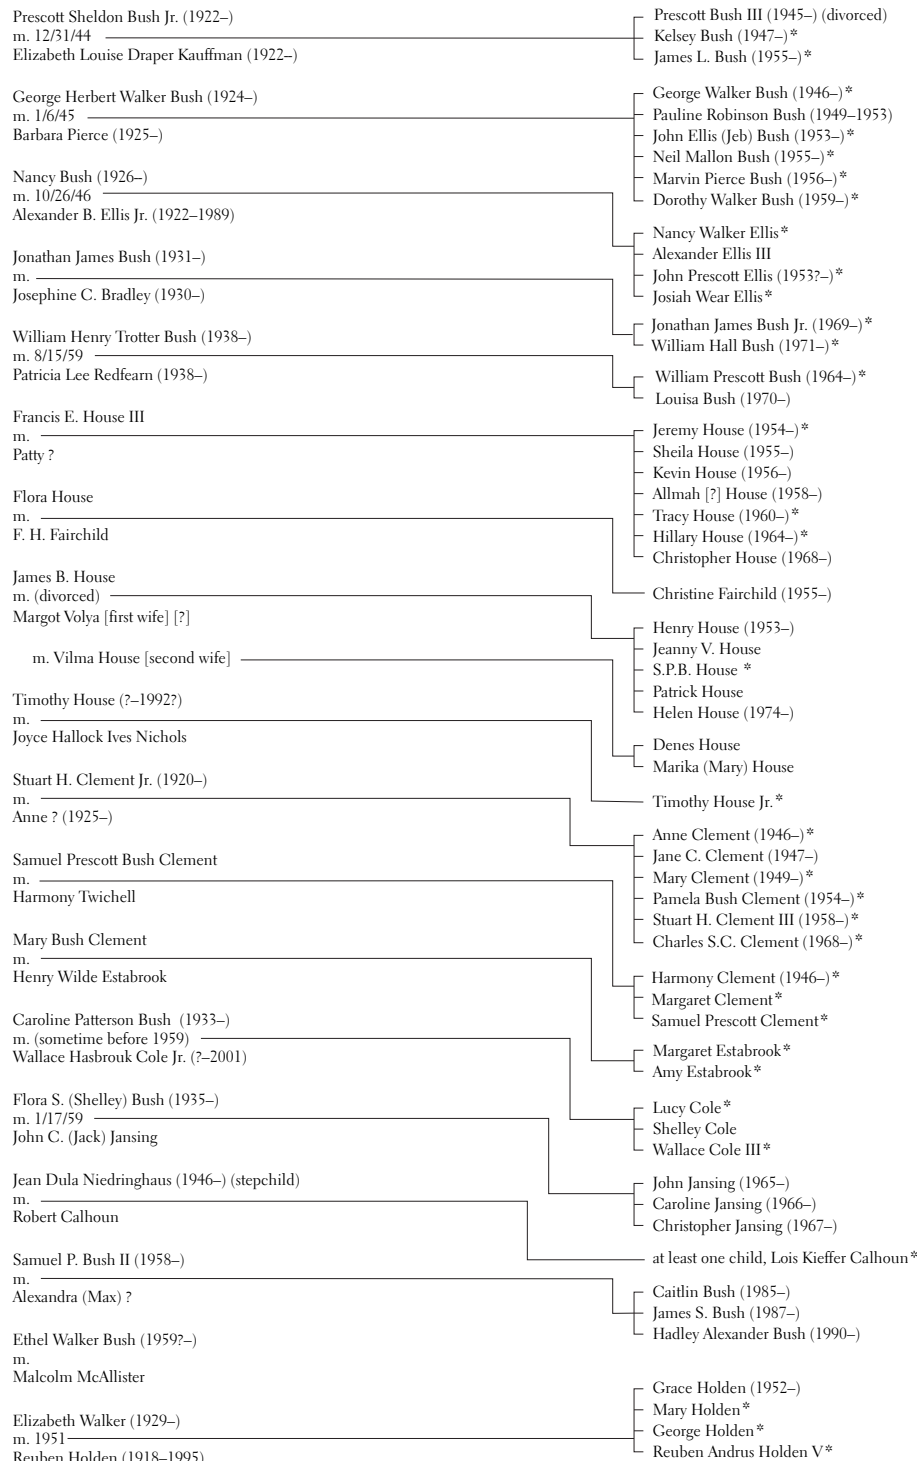 Prescott Sheldon Bush Jr. (1922–)
m. 12/31/44
Elizabeth Louise Draper Kauffman (1922–)
Prescott Bush III (1945–) (divorced)
Kelsey Bush (1947–)*
James L. Bush (1955–)*
George Herbert Walker Bush (1924–)
m. 1/6/45
Barbara Pierce (1925–)
George Walker Bush (1946–)*
Pauline Robinson Bush (1949–1953)
John Ellis (Jeb) Bush (1953–)*
Neil Mallon Bush (1955–)*
Marvin Pierce Bush (1956–)*
Dorothy Walker Bush (1959–)*
Nancy Bush (1926–)
m. 10/26/46
Alexander B. Ellis Jr. (1922–1989)
Nancy Walker Ellis*
Alexander Ellis III
John Prescott Ellis (1953?–)*
Josiah Wear Ellis*
Jonathan James Bush (1931–)
m.
Josephine C. Bradley (1930–)
Jonathan James Bush Jr. (1969–)*
William Hall Bush (1971–)*
William Henry Trotter Bush (1938–)
m. 8/15/59
Patricia Lee Redfearn (1938–)
William Prescott Bush (1964–)*
Louisa Bush (1970–)
Francis E. House III
m.
Patty ?
Jeremy House (1954–)*
Sheila House (1955–)
Kevin House (1956–)
Allmah [?] House (1958–)
Tracy House (1960–)*
Hillary House (1964–)*
Christopher House (1968–)
Flora House
m.
F. H. Fairchild
Christine Fairchild (1955–)
James B. House
m. (divorced)
Margot Volya [first wife] [?]
Henry House (1953–)
Jeanny V. House
S.P.B. House *
Patrick House
Helen House (1974–)
m. Vilma House [second wife]
Denes House
Marika (Mary) House
Timothy House (?–1992?)
m.
Joyce Hallock Ives Nichols
Timothy House Jr.*
Stuart H. Clement Jr. (1920–)
m.
Anne ? (1925–)
Anne Clement (1946–)*
Jane C. Clement (1947–)
Mary Clement (1949–)*
Pamela Bush Clement (1954–)*
Stuart H. Clement III (1958–)*
Charles S.C. Clement (1968–)*
Samuel Prescott Bush Clement
m.
Harmony Twichell
Harmony Clement (1946–)*
Margaret Clement*
Samuel Prescott Clement*
Mary Bush Clement
m.
Henry Wilde Estabrook
Margaret Estabrook*
Amy Estabrook*
Caroline Patterson Bush (1933–)
m. (sometime before 1959)
Wallace Hasbrouk Cole Jr. (?–2001)
Lucy Cole*
Shelley Cole
Wallace Cole III*
Flora S. (Shelley) Bush (1935–)
m. 1/17/59
John C. (Jack) Jansing
John Jansing (1965–)
Caroline Jansing (1966–)
Christopher Jansing (1967–)
Jean Dula Niedringhaus (1946–) (stepchild)
m.
Robert Calhoun
at least one child, Lois Kieffer Calhoun*
Samuel P. Bush II (1958–)
m.
Alexandra (Max) ?
Caitlin Bush (1985–)
James S. Bush (1987–)
Hadley Alexander Bush (1990–)
Ethel Walker Bush (1959?–)
m.
Malcolm McAllister
Elizabeth Walker (1929–)
m. 1951
Reuben Holden (1918–1995)
Grace Holden (1952–)
Mary Holden*
George Holden*
Reuben Andrus Holden V*